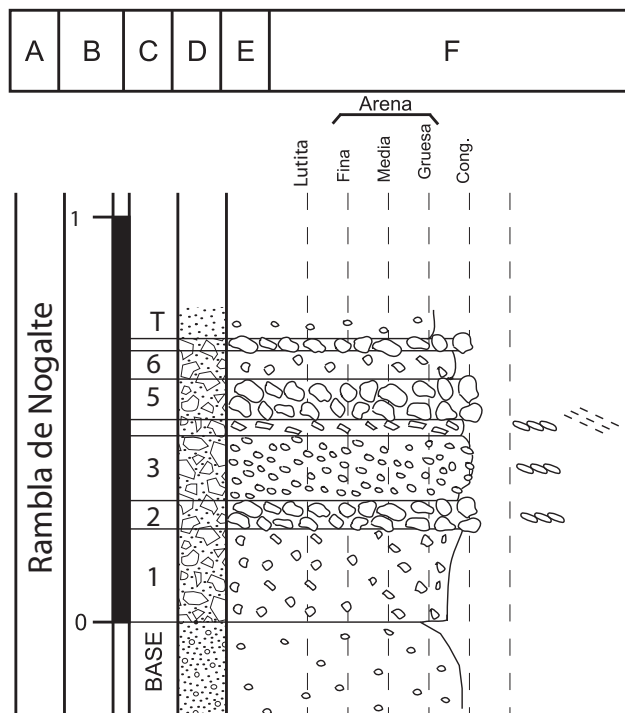 A B C D E F
Arena
Lutita Fina Media Gruesa Cong.
1
T
6
5
3
2
1
0
BASE
Rambla de Nogalte